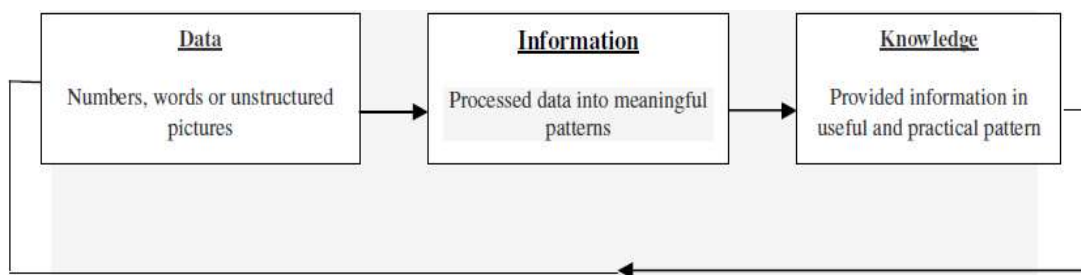 Data
Numbers, words or unstructured
pictures
Information
Processed data into meaningful
patterns
Knowledge
Provided information in
useful and practical pattern